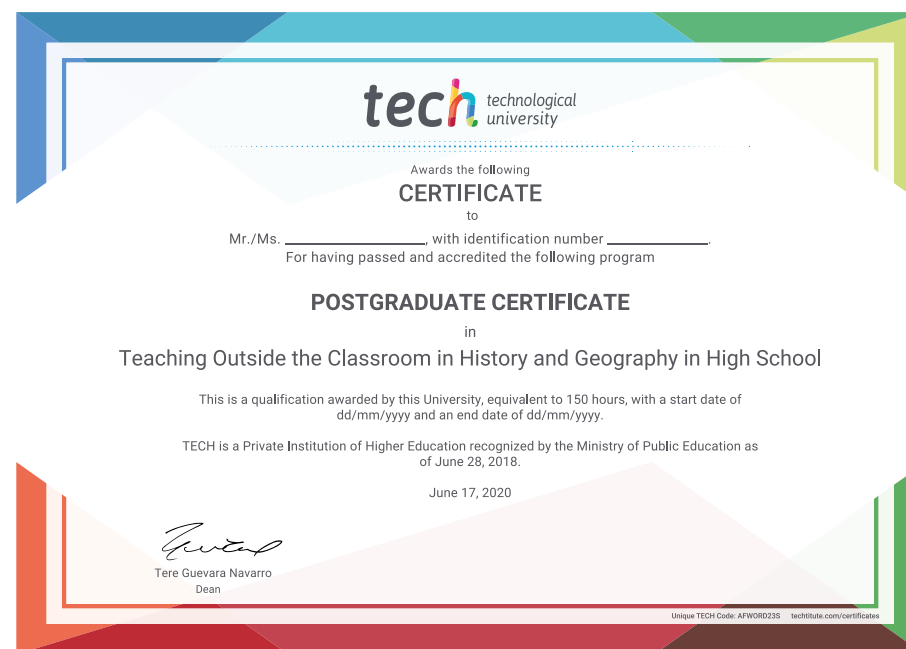 tech technological
university
Awards the following
CERTIFICATE
to
Mr./Ms. ____________, with identification number _________.
For having passed and accredited the following program
POSTGRADUATE CERTIFICATE
in
Teaching Outside the Classroom in History and Geography in High School
This is a qualification awarded by this University, equivalent to 150 hours, with a start date of
dd/mm/yyyy and an end date of dd/mm/yyyy.
TECH is a Private Institution of Higher Education recognized by the Ministry of Public Education as
of June 28, 2018.
June 17, 2020
Tere Guevara Navarro
Dean
Unique TECH Code: AFWORD23S techtitute.com/certificates